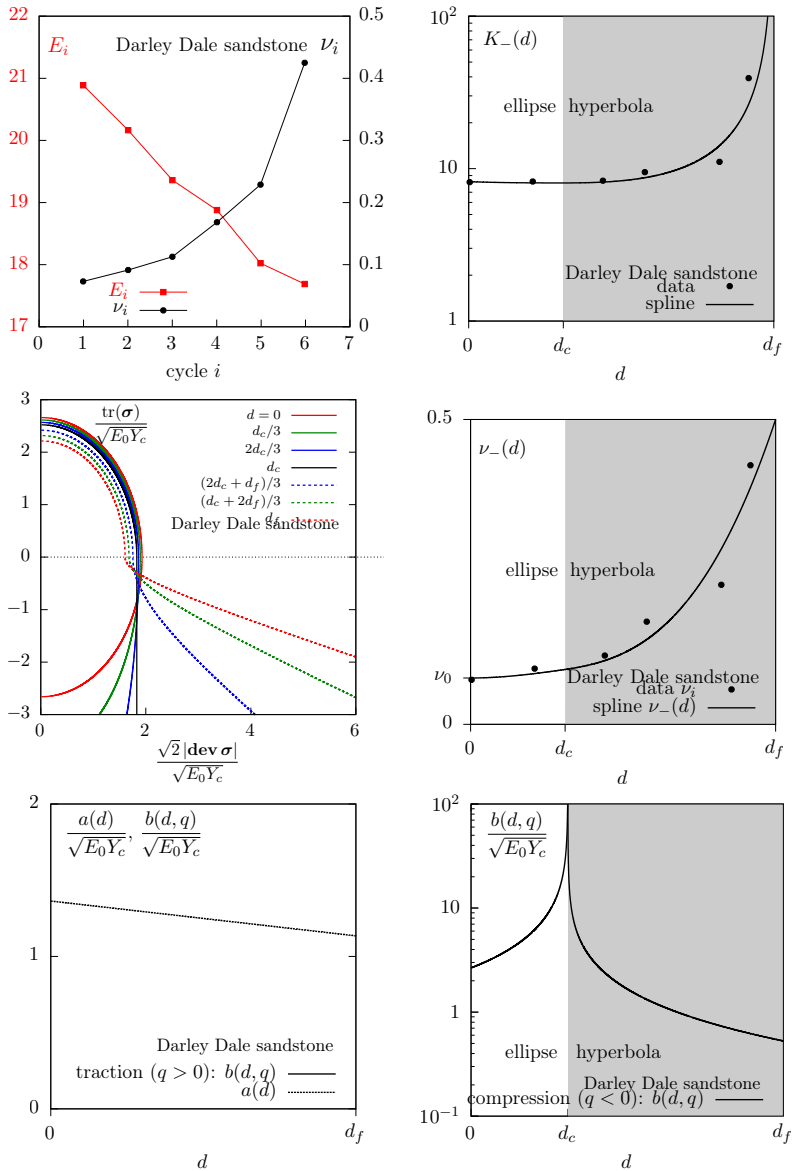 22
21
20
19
18
17
E_i
Darley Dale sandstone
ν_i
0.5
0.4
0.3
0.2
0.1
0
E_i
ν_i
0 1 2 3 4 5 6 7
cycle i
10^2
10
1
K_−(d)
ellipse hyperbola
Darley Dale sandstone
data
spline
0 d_c d_f
d
3
2
1
0
−1
−2
−3
tr(σ)
√E_0Y_c
d = 0
d_c/3
2d_c/3
d_c
(2d_c + d_f)/3
(d_c + 2d_f)/3
d_f
Darley Dale sandstone
0 2 4 6
√2 |dev σ|
√E_0Y_c
0.5
ν_0
0
ν_−(d)
ellipse hyperbola
Darley Dale sandstone
data ν_i
spline ν_−(d)
0 d_c d_f
d
2
1
0
a(d) , b(d, q)
√E_0Y_c √E_0Y_c
Darley Dale sandstone
traction (q > 0): b(d, q)
a(d)
0 d_f
d
10^2
10
1
0.1
10^−1
b(d, q)
√E_0Y_c
ellipse hyperbola
Darley Dale sandstone
compression (q < 0): b(d, q)
0 d_c d_f
d